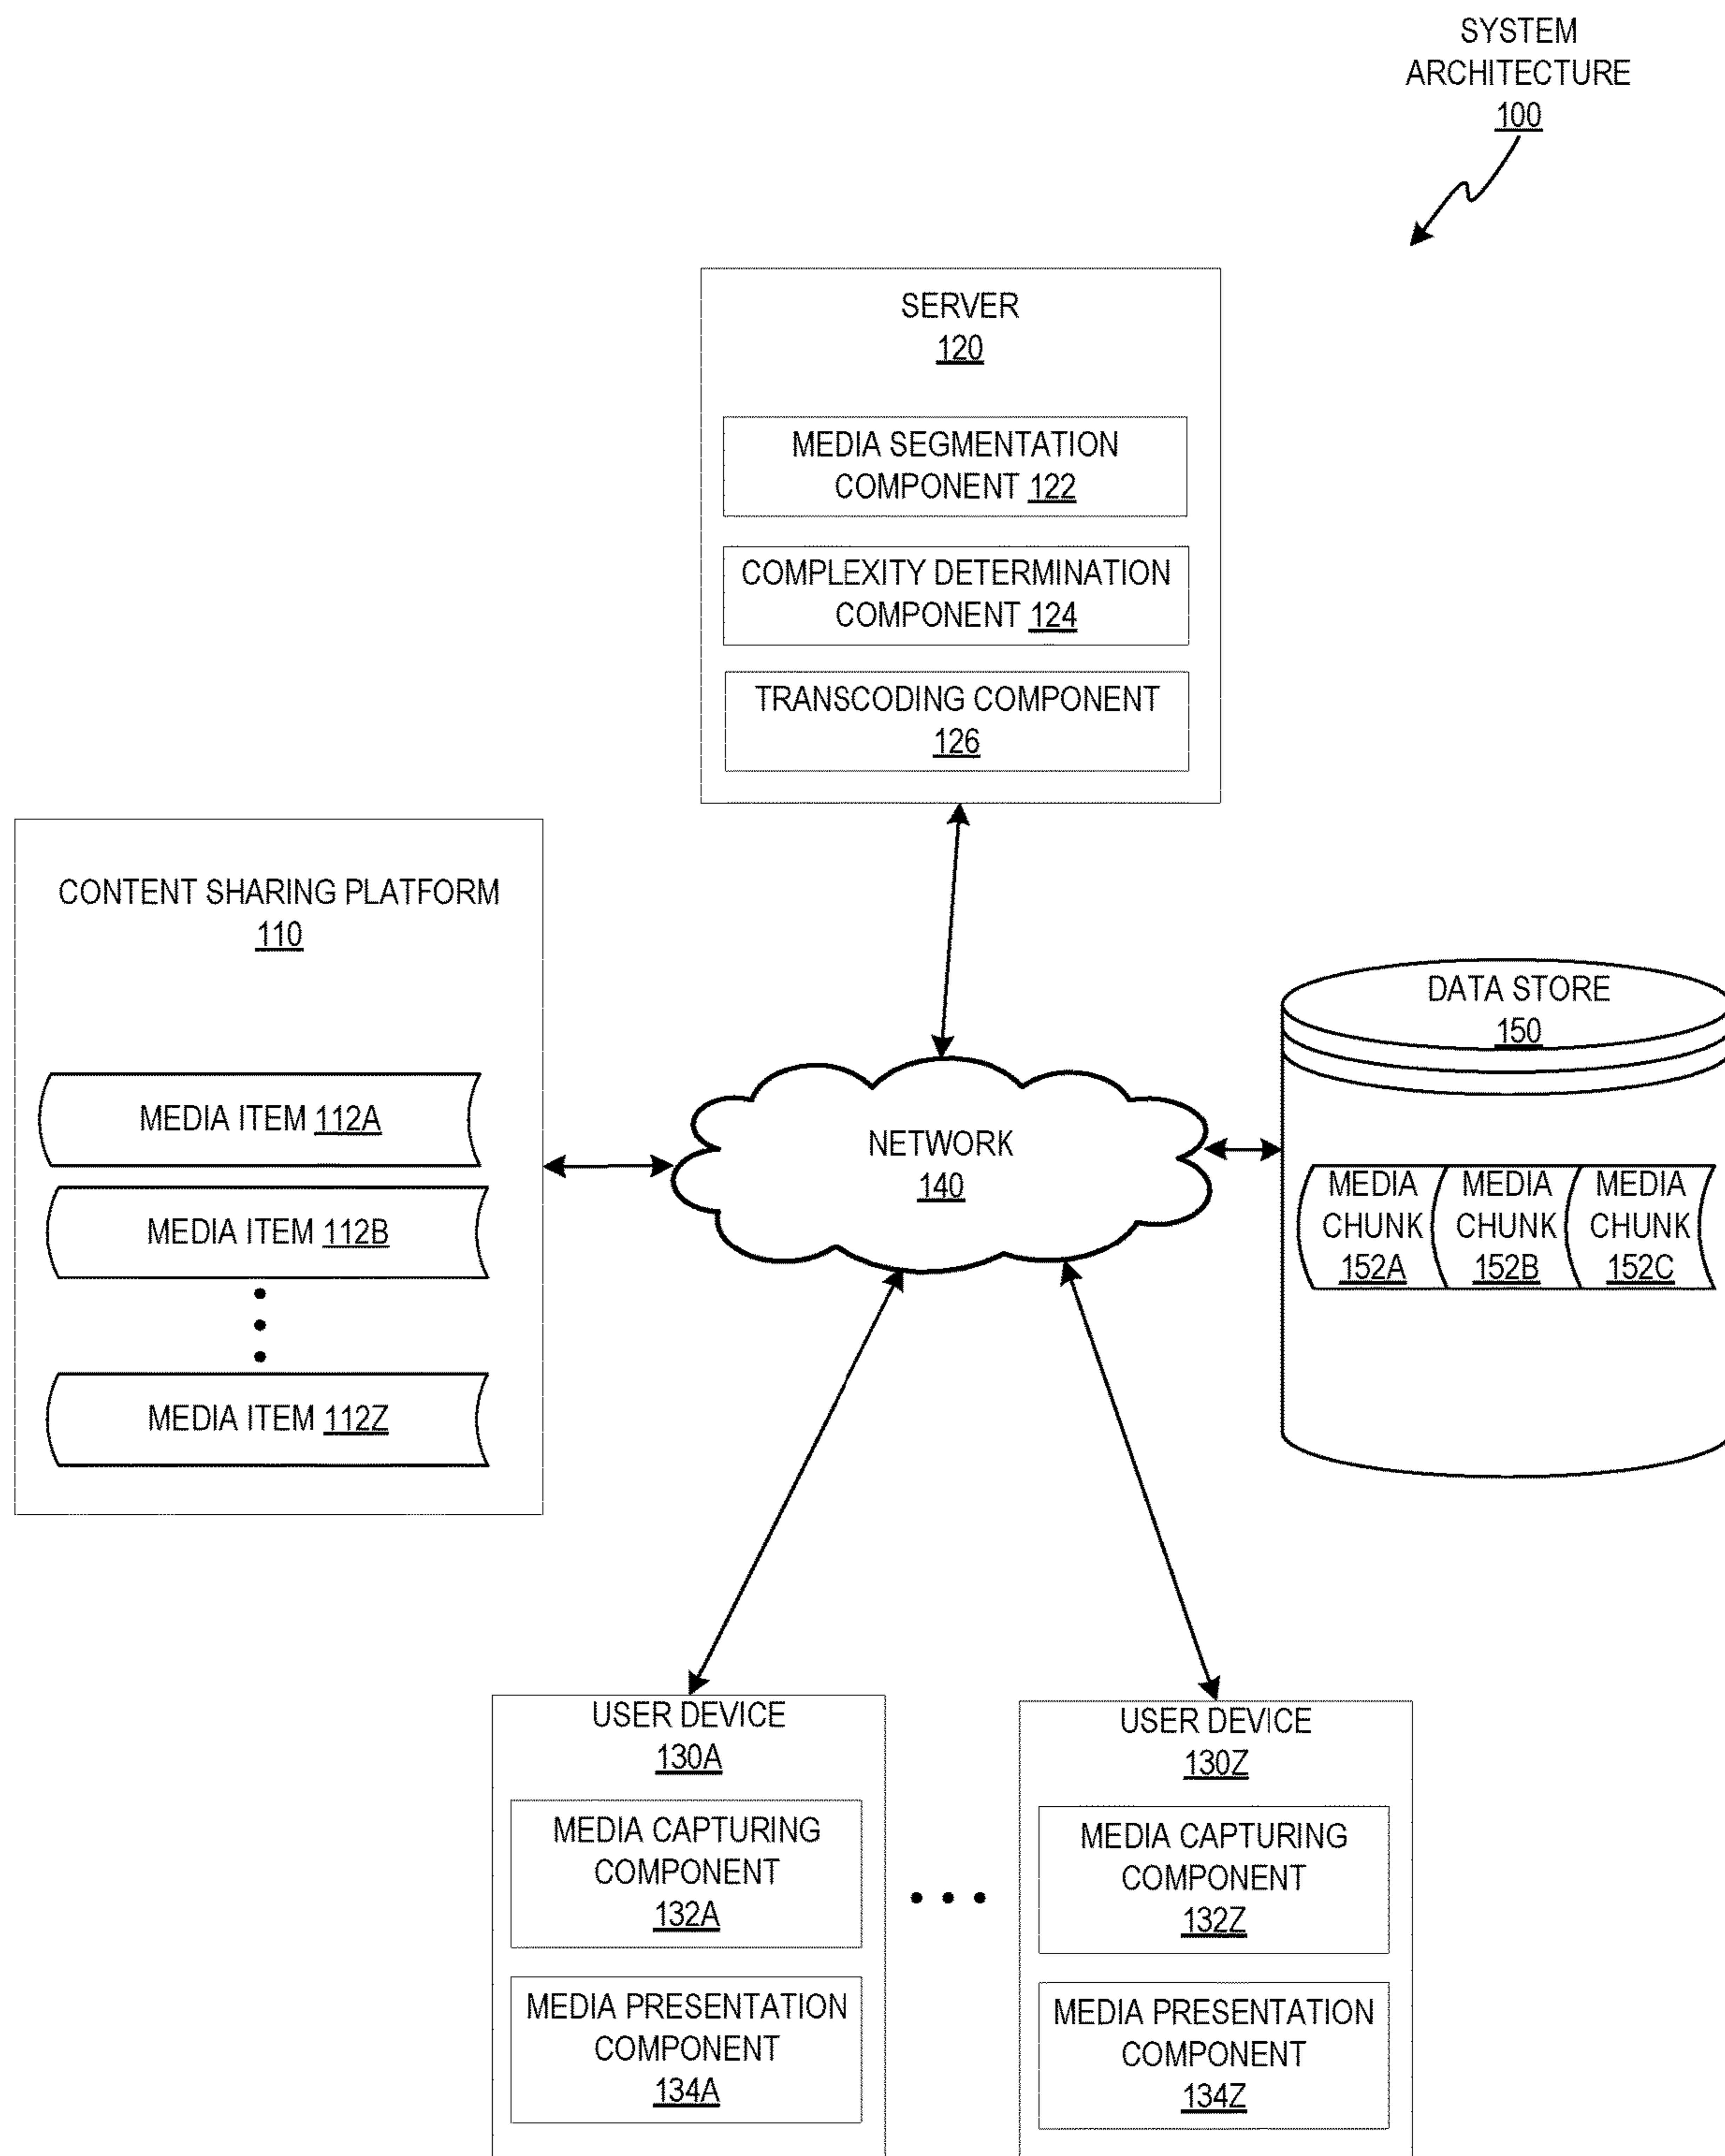 SYSTEM
ARCHITECTURE
100
SERVER
120
MEDIA SEGMENTATION
COMPONENT 122
COMPLEXITY DETERMINATION
COMPONENT 124
TRANSCODING COMPONENT
126
CONTENT SHARING PLATFORM
110
MEDIA ITEM 112A
MEDIA ITEM 112B
MEDIA ITEM 112Z
NETWORK
140
DATA STORE
150
MEDIA
CHUNK
152A
MEDIA
CHUNK
152B
MEDIA
CHUNK
152C
USER DEVICE
130A
MEDIA CAPTURING
COMPONENT
132A
MEDIA PRESENTATION
COMPONENT
134A
USER DEVICE
130Z
MEDIA CAPTURING
COMPONENT
132Z
MEDIA PRESENTATION
COMPONENT
134Z